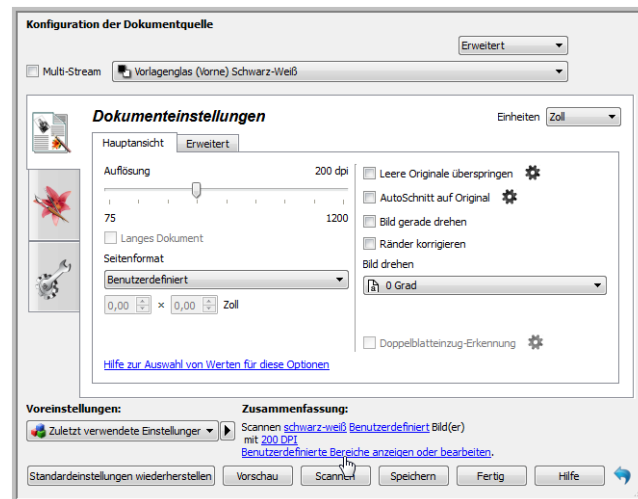 Konfiguration der Dokumentquelle
Erweitert
Multi-Stream
Vorlagenglas (Vorne) Schwarz-Weiß
Dokumenteinstellungen
Einheiten Zoll
Hauptansicht Erweitert
Auflösung 200 dpi
75 1200
Langes Dokument
Seitenformat
Benutzerdefiniert
0,00 × 0,00 Zoll
Hilfe zur Auswahl von Werten für diese Optionen
Leere Originale überspringen
AutoSchnitt auf Original
Bild gerade drehen
Ränder korrigieren
Bild drehen
0 Grad
Doppelblatteinzug-Erkennung
Voreinstellungen:
Zuletzt verwendete Einstellunger
Zusammenfassung:
Scannen schwarz-weiß Benutzerdefiniert Bild(er)
mit 200 DPI
Benutzerdefinierte Bereiche anzeigen oder bearbeiten.
Standardeinstellungen wiederherstellen Vorschau Scannen Speichern Fertig Hilfe